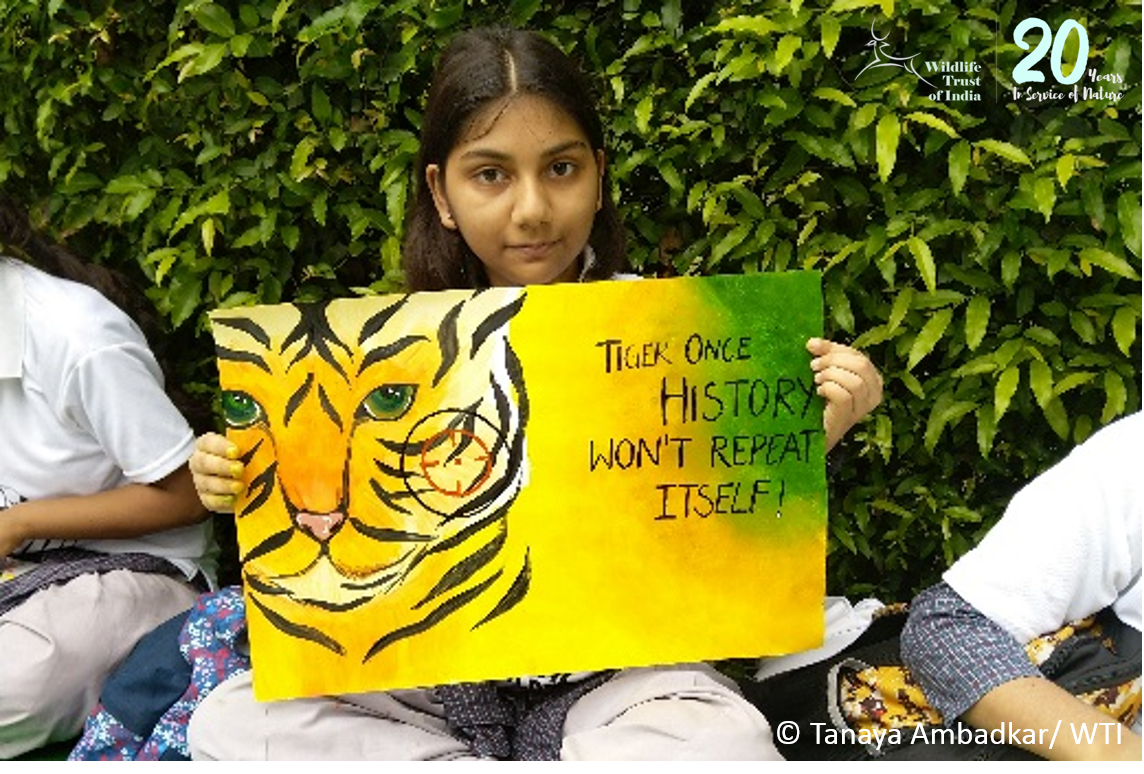 Wildlife
Trust
of India
20
Years
In Service of Nature
TIGER ONCE
HISTORY
WON'T REPEAT
ITSELF!
© Tanaya Ambadkar/ WTI